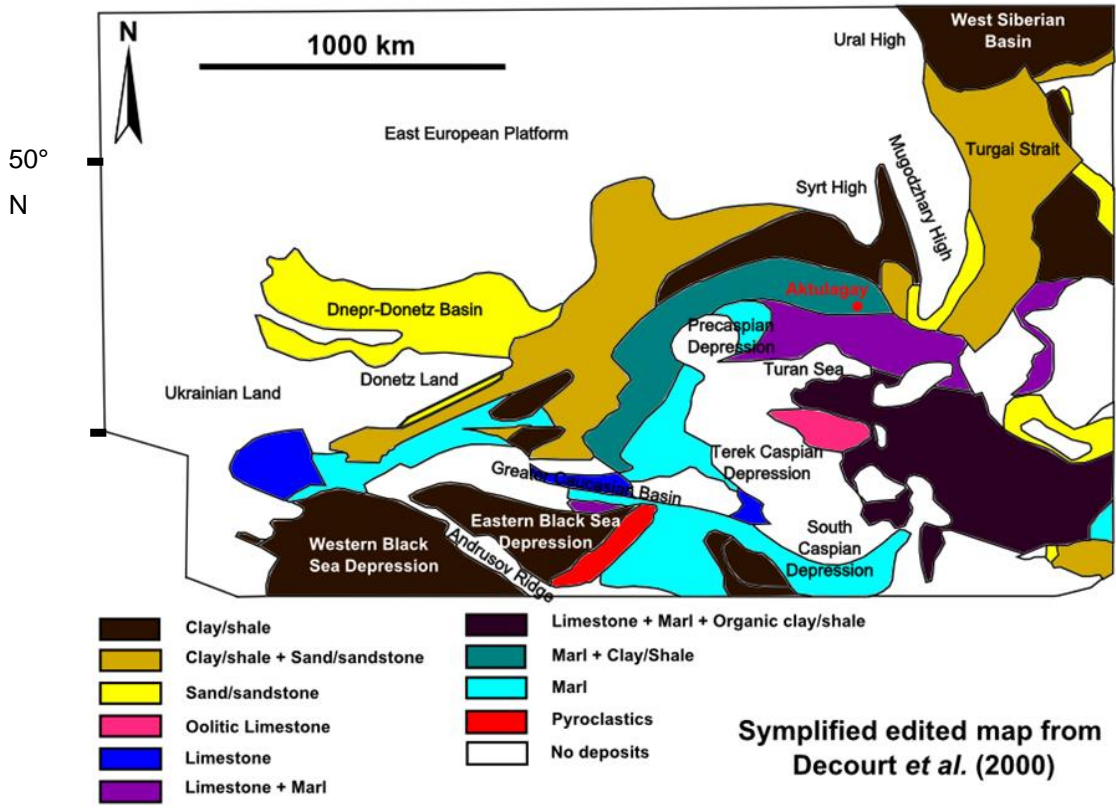 N
1000 km
West Siberian
Basin
Ural High
East European Platform
50°
N
Turgai Strait
Mugodzhary High
Syrt High
Aktulagay
Dnepr-Donetz Basin
Precaspian
Depression
Turan Sea
Donetz Land
Ukrainian Land
Terek Caspian
Depression
Greater Caucasian Basin
Eastern Black Sea
Depression
South
Caspian
Depression
Western Black
Sea Depression
Andrusov Ridge
Clay/shale
Clay/shale + Sand/sandstone
Sand/sandstone
Oolitic Limestone
Limestone
Limestone + Marl
Limestone + Marl + Organic clay/shale
Marl + Clay/Shale
Marl
Pyroclastics
No deposits
Symplified edited map from
Decourt et al. (2000)